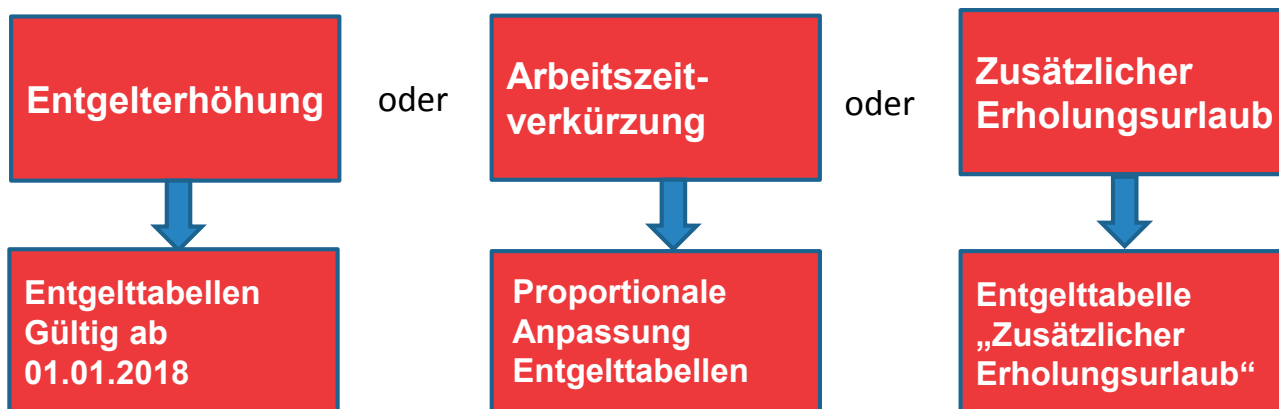 Entgelterhöhung
oder
Arbeitszeit-
verkürzung
oder
Zusätzlicher
Erholungsurlaub
Entgelttabellen
Gültig ab
01.01.2018
Proportionale
Anpassung
Entgelttabellen
Entgelttabelle
„Zusätzlicher
Erholungsurlaub“